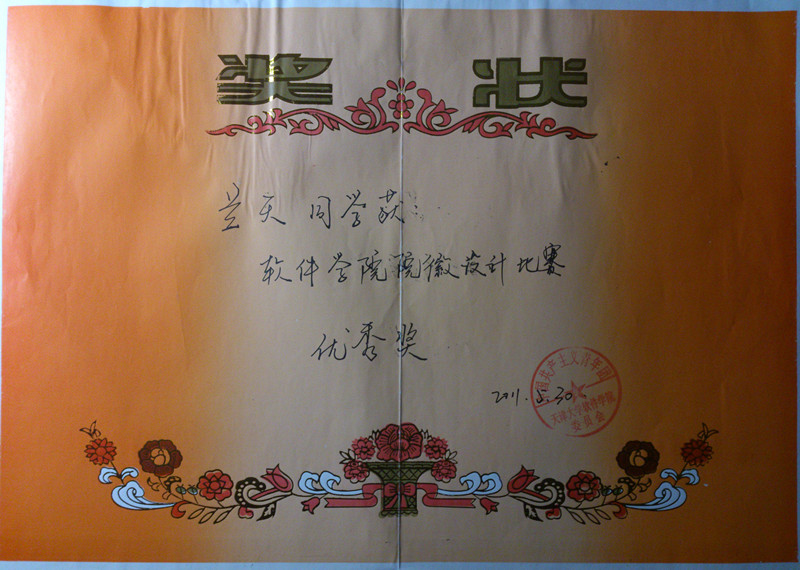 奖状
兰天 同学获:
软件学院院徽设计比赛
优秀奖
2011.5.30.
中国共产主义青年团
天津大学软件学院
委员会